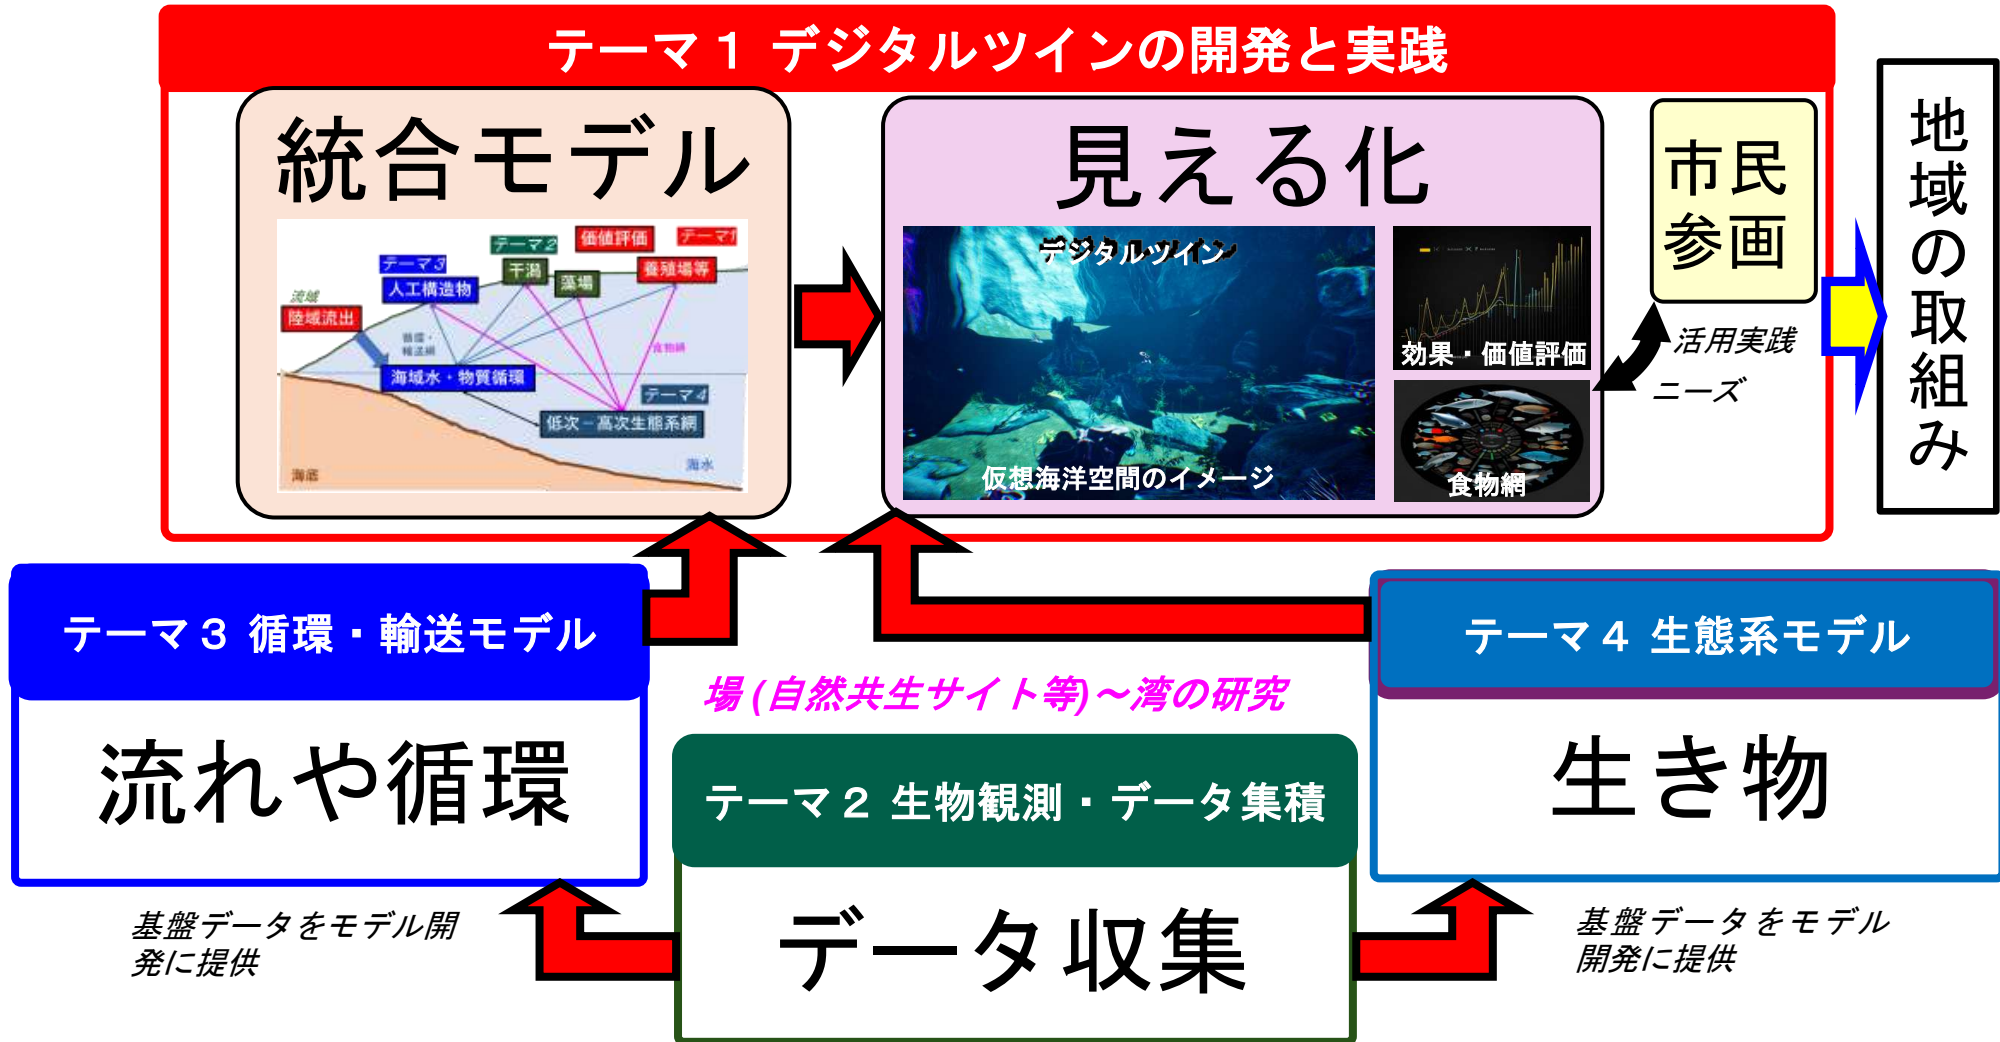 テーマ１ デジタルツインの開発と実践
統合モデル
テーマ２
価値評価
テーマ1
テーマ３
干潟
養殖場等
人工構造物
藻場
流域
陸域流出
循環・
輸送網
食物網
海域水・物質循環
テーマ４
低次－高次生態系網
海水
海底
見える化
デジタルツイン
仮想海洋空間のイメージ
効果・価値評価
食物網
市民
参画
活用実践
ニーズ
地域の取組み
テーマ３ 循環・輸送モデル
流れや循環
場 (自然共生サイト等)～湾の研究
テーマ２ 生物観測・データ集積
データ収集
テーマ４ 生態系モデル
生き物
基盤データをモデル開
発に提供
基盤データをモデル
開発に提供